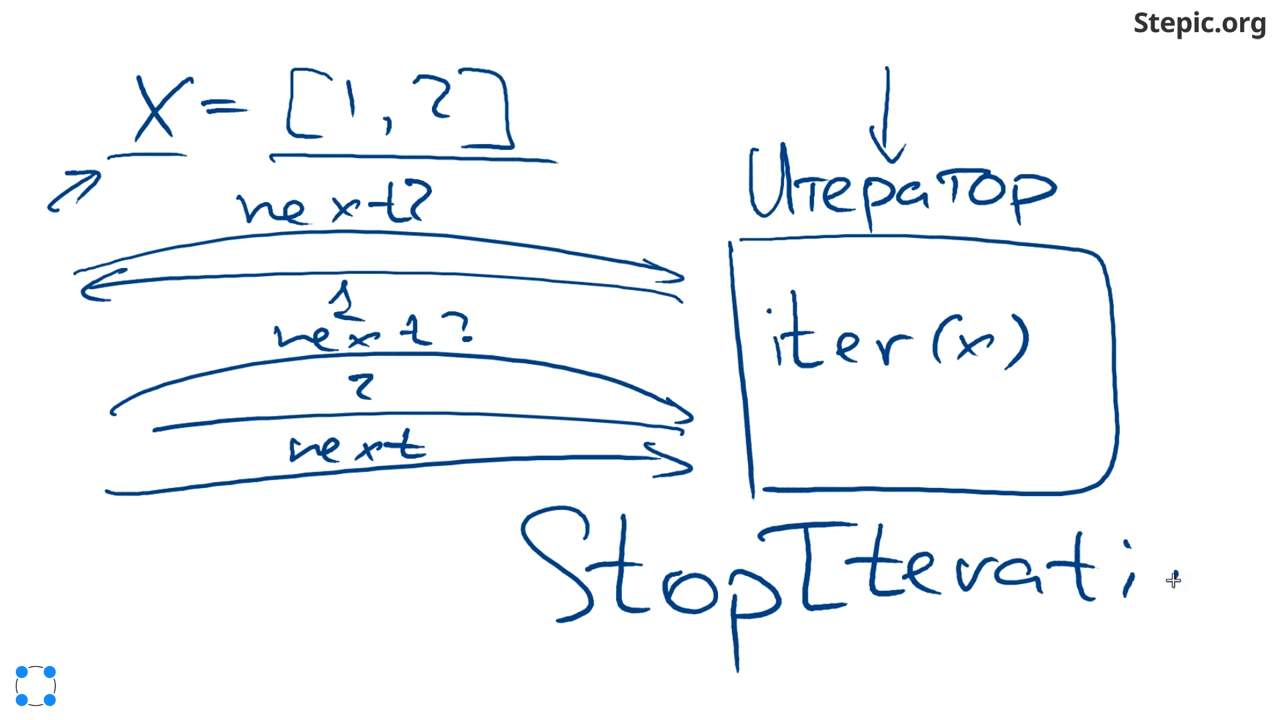 Stepic.org
x = [1, 2]
Итератор
next?
1
next?
iter(x)
2
next
StopIterati